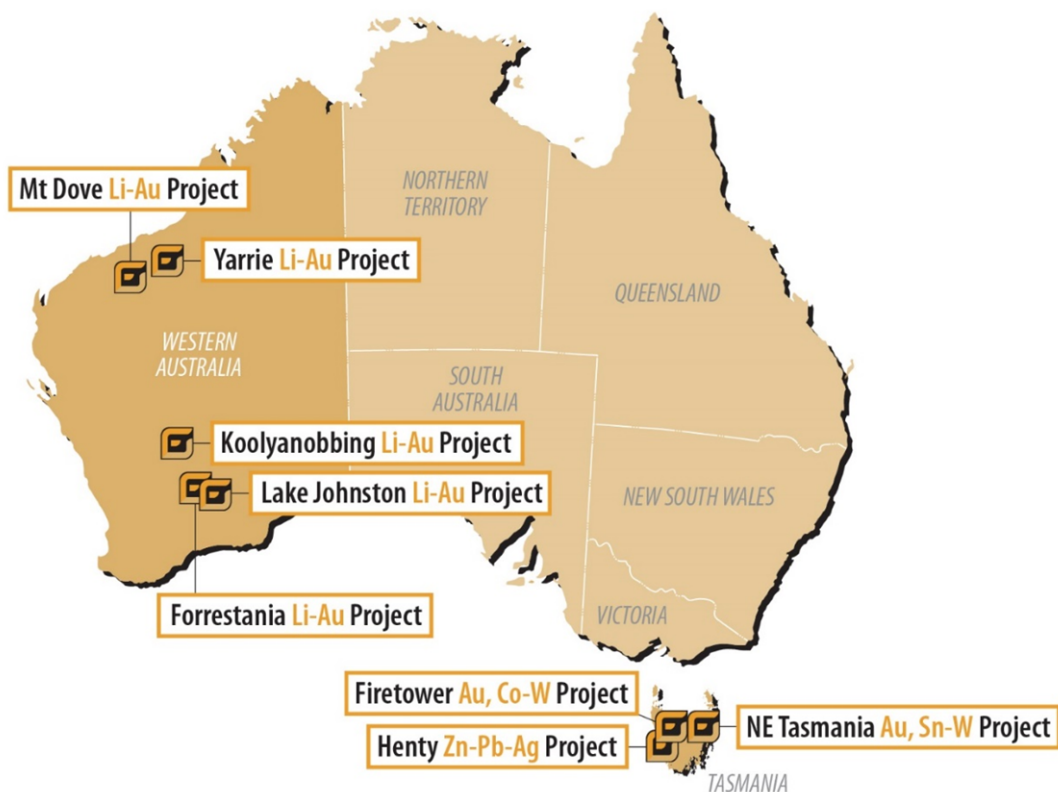 Mt Dove Li-Au Project
Yarrie Li-Au Project
NORTHERN
TERRITORY
QUEENSLAND
WESTERN
AUSTRALIA
SOUTH
AUSTRALIA
Koolyanobbing Li-Au Project
Lake Johnston Li-Au Project
NEW SOUTH WALES
Forrestania Li-Au Project
VICTORIA
Firetower Au, Co-W Project
NE Tasmania Au, Sn-W Project
Henty Zn-Pb-Ag Project
TASMANIA